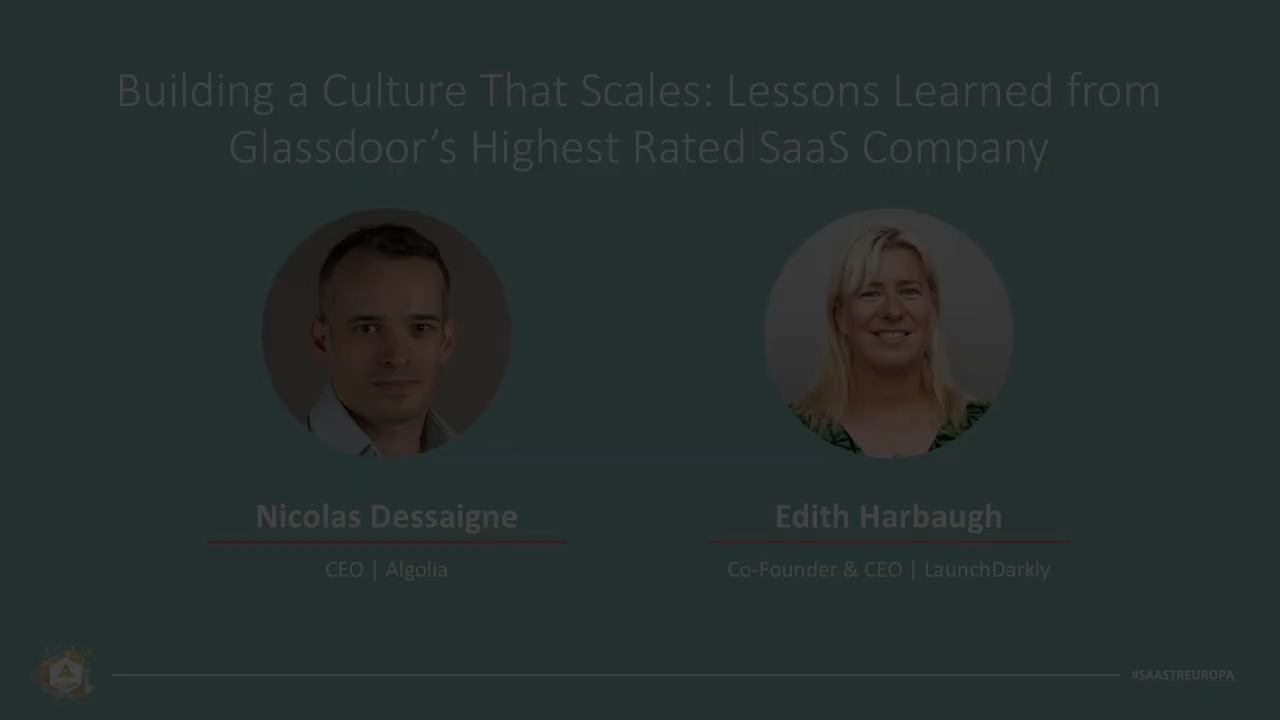 Building a Culture That Scales: Lessons Learned from
Glassdoor's Highest Rated SaaS Company
Nicolas Dessaigne
Edith Harbaugh
CEO | Algolia
Co-Founder & CEO | LaunchDarkly
#SAASTREUROPA